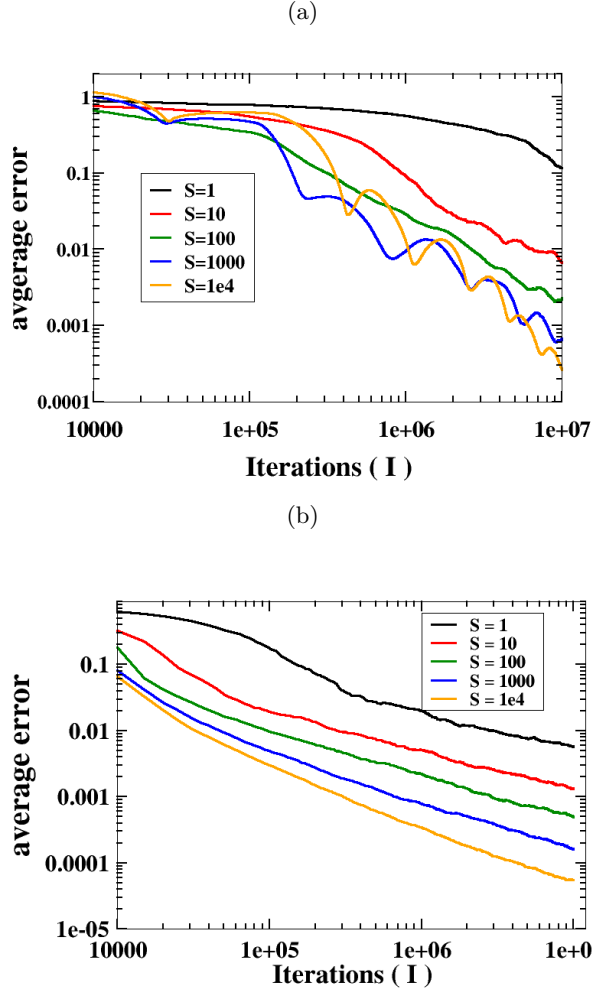 (a)
1
0.1
0.01
0.001
0.0001
avgerage error
S=1
S=10
S=100
S=1000
S=1e4
10000 1e+05 1e+06 1e+07
Iterations ( I )
(b)
0.1
0.01
0.001
0.0001
1e-05
average error
S = 1
S = 10
S = 100
S = 1000
S = 1e4
10000 1e+05 1e+06 1e+0
Iterations ( I )